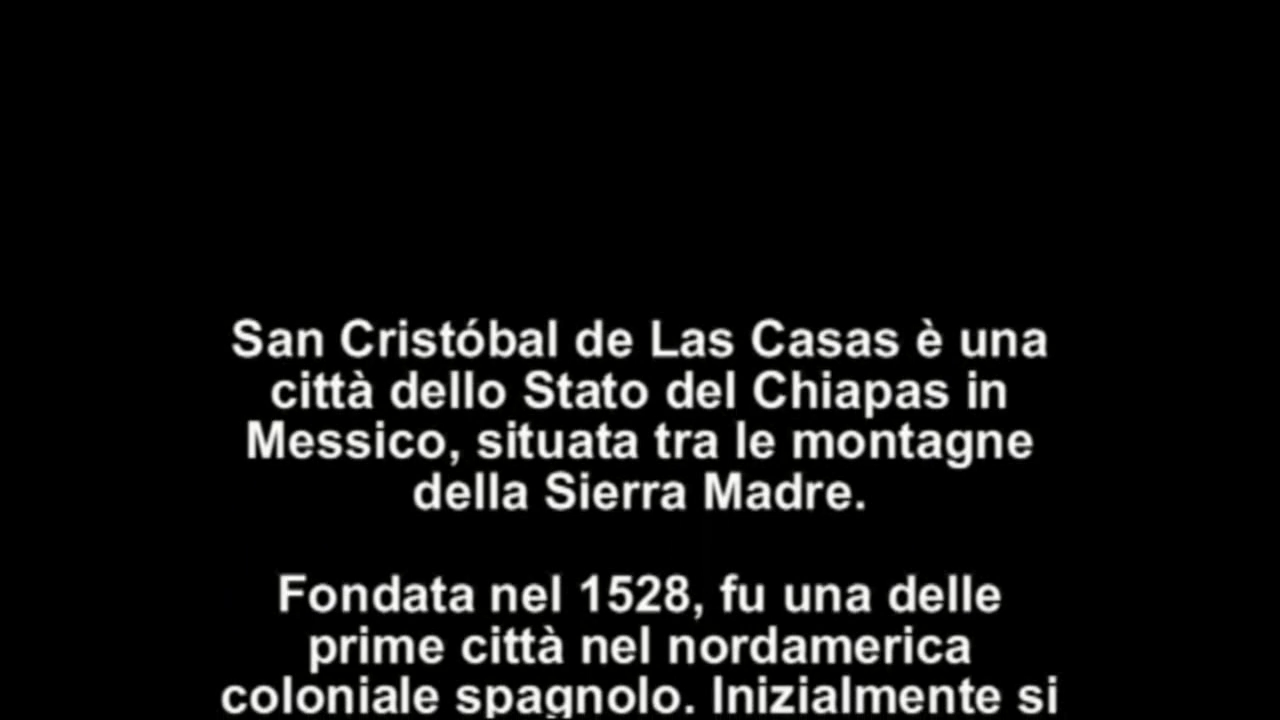 San Cristóbal de Las Casas è una
città dello Stato del Chiapas in
Messico, situata tra le montagne
della Sierra Madre.
Fondata nel 1528, fu una delle
prime città nel nordamerica
coloniale spagnolo. Inizialmente si